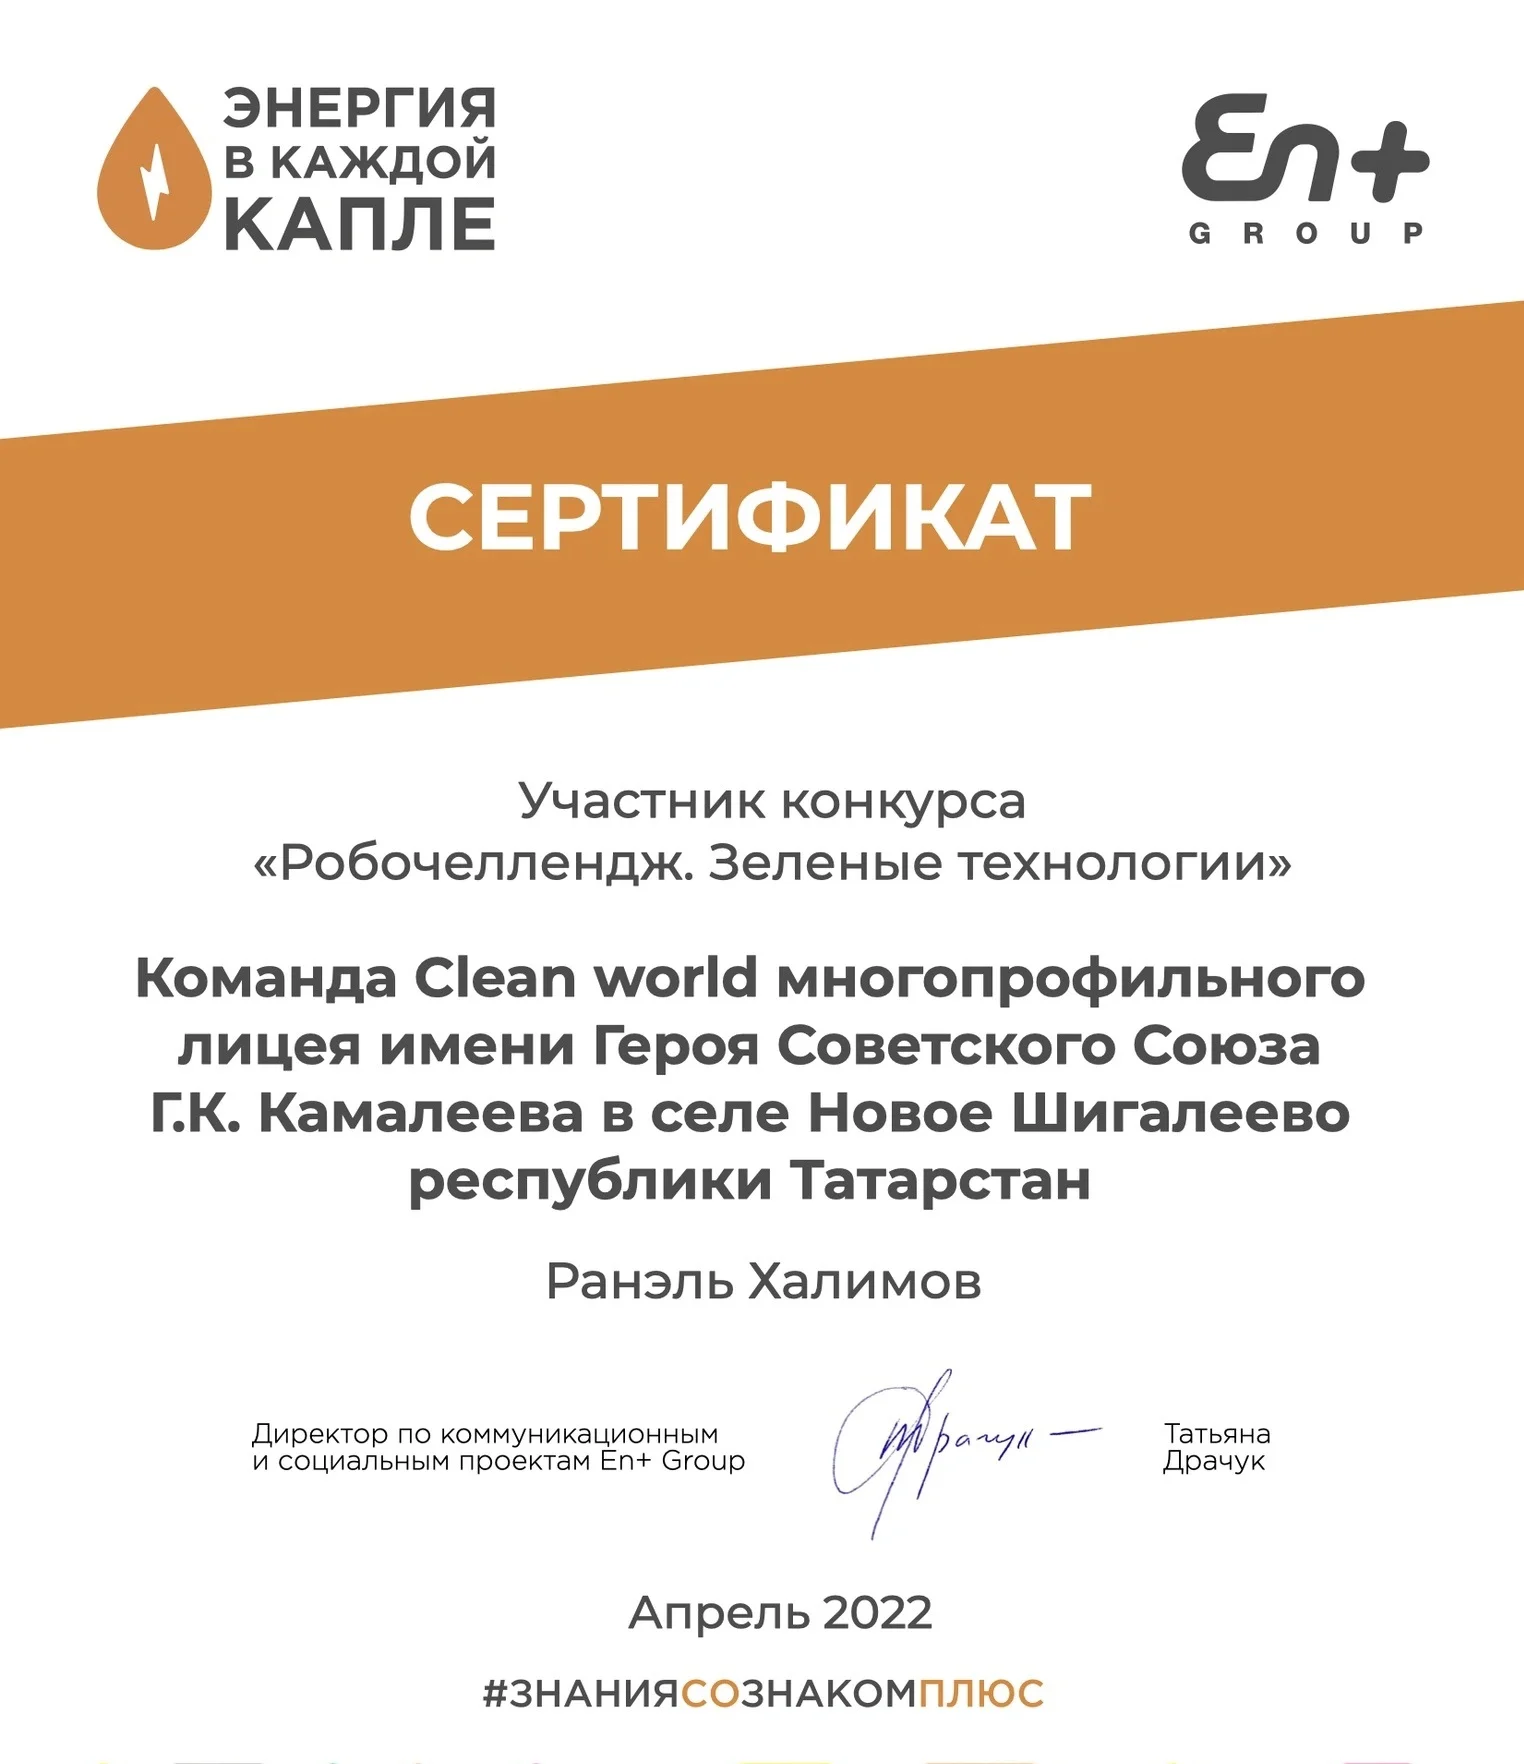 ЭНЕРГИЯ
В КАЖДОЙ
КАПЛЕ
En+
GROUP
СЕРТИФИКАТ
Участник конкурса
«Робочеллендж. Зеленые технологии»
Команда Clean world многопрофильного
лицея имени Героя Советского Союза
Г.К. Камалеева в селе Новое Шигалеево
республики Татарстан
Ранэль Халимов
Директор по коммуникационным
и социальным проектам En+ Group
Драчук
Татьяна
Драчук
Апрель 2022
#ЗНАНИЯСОЗНАКОМПЛЮС